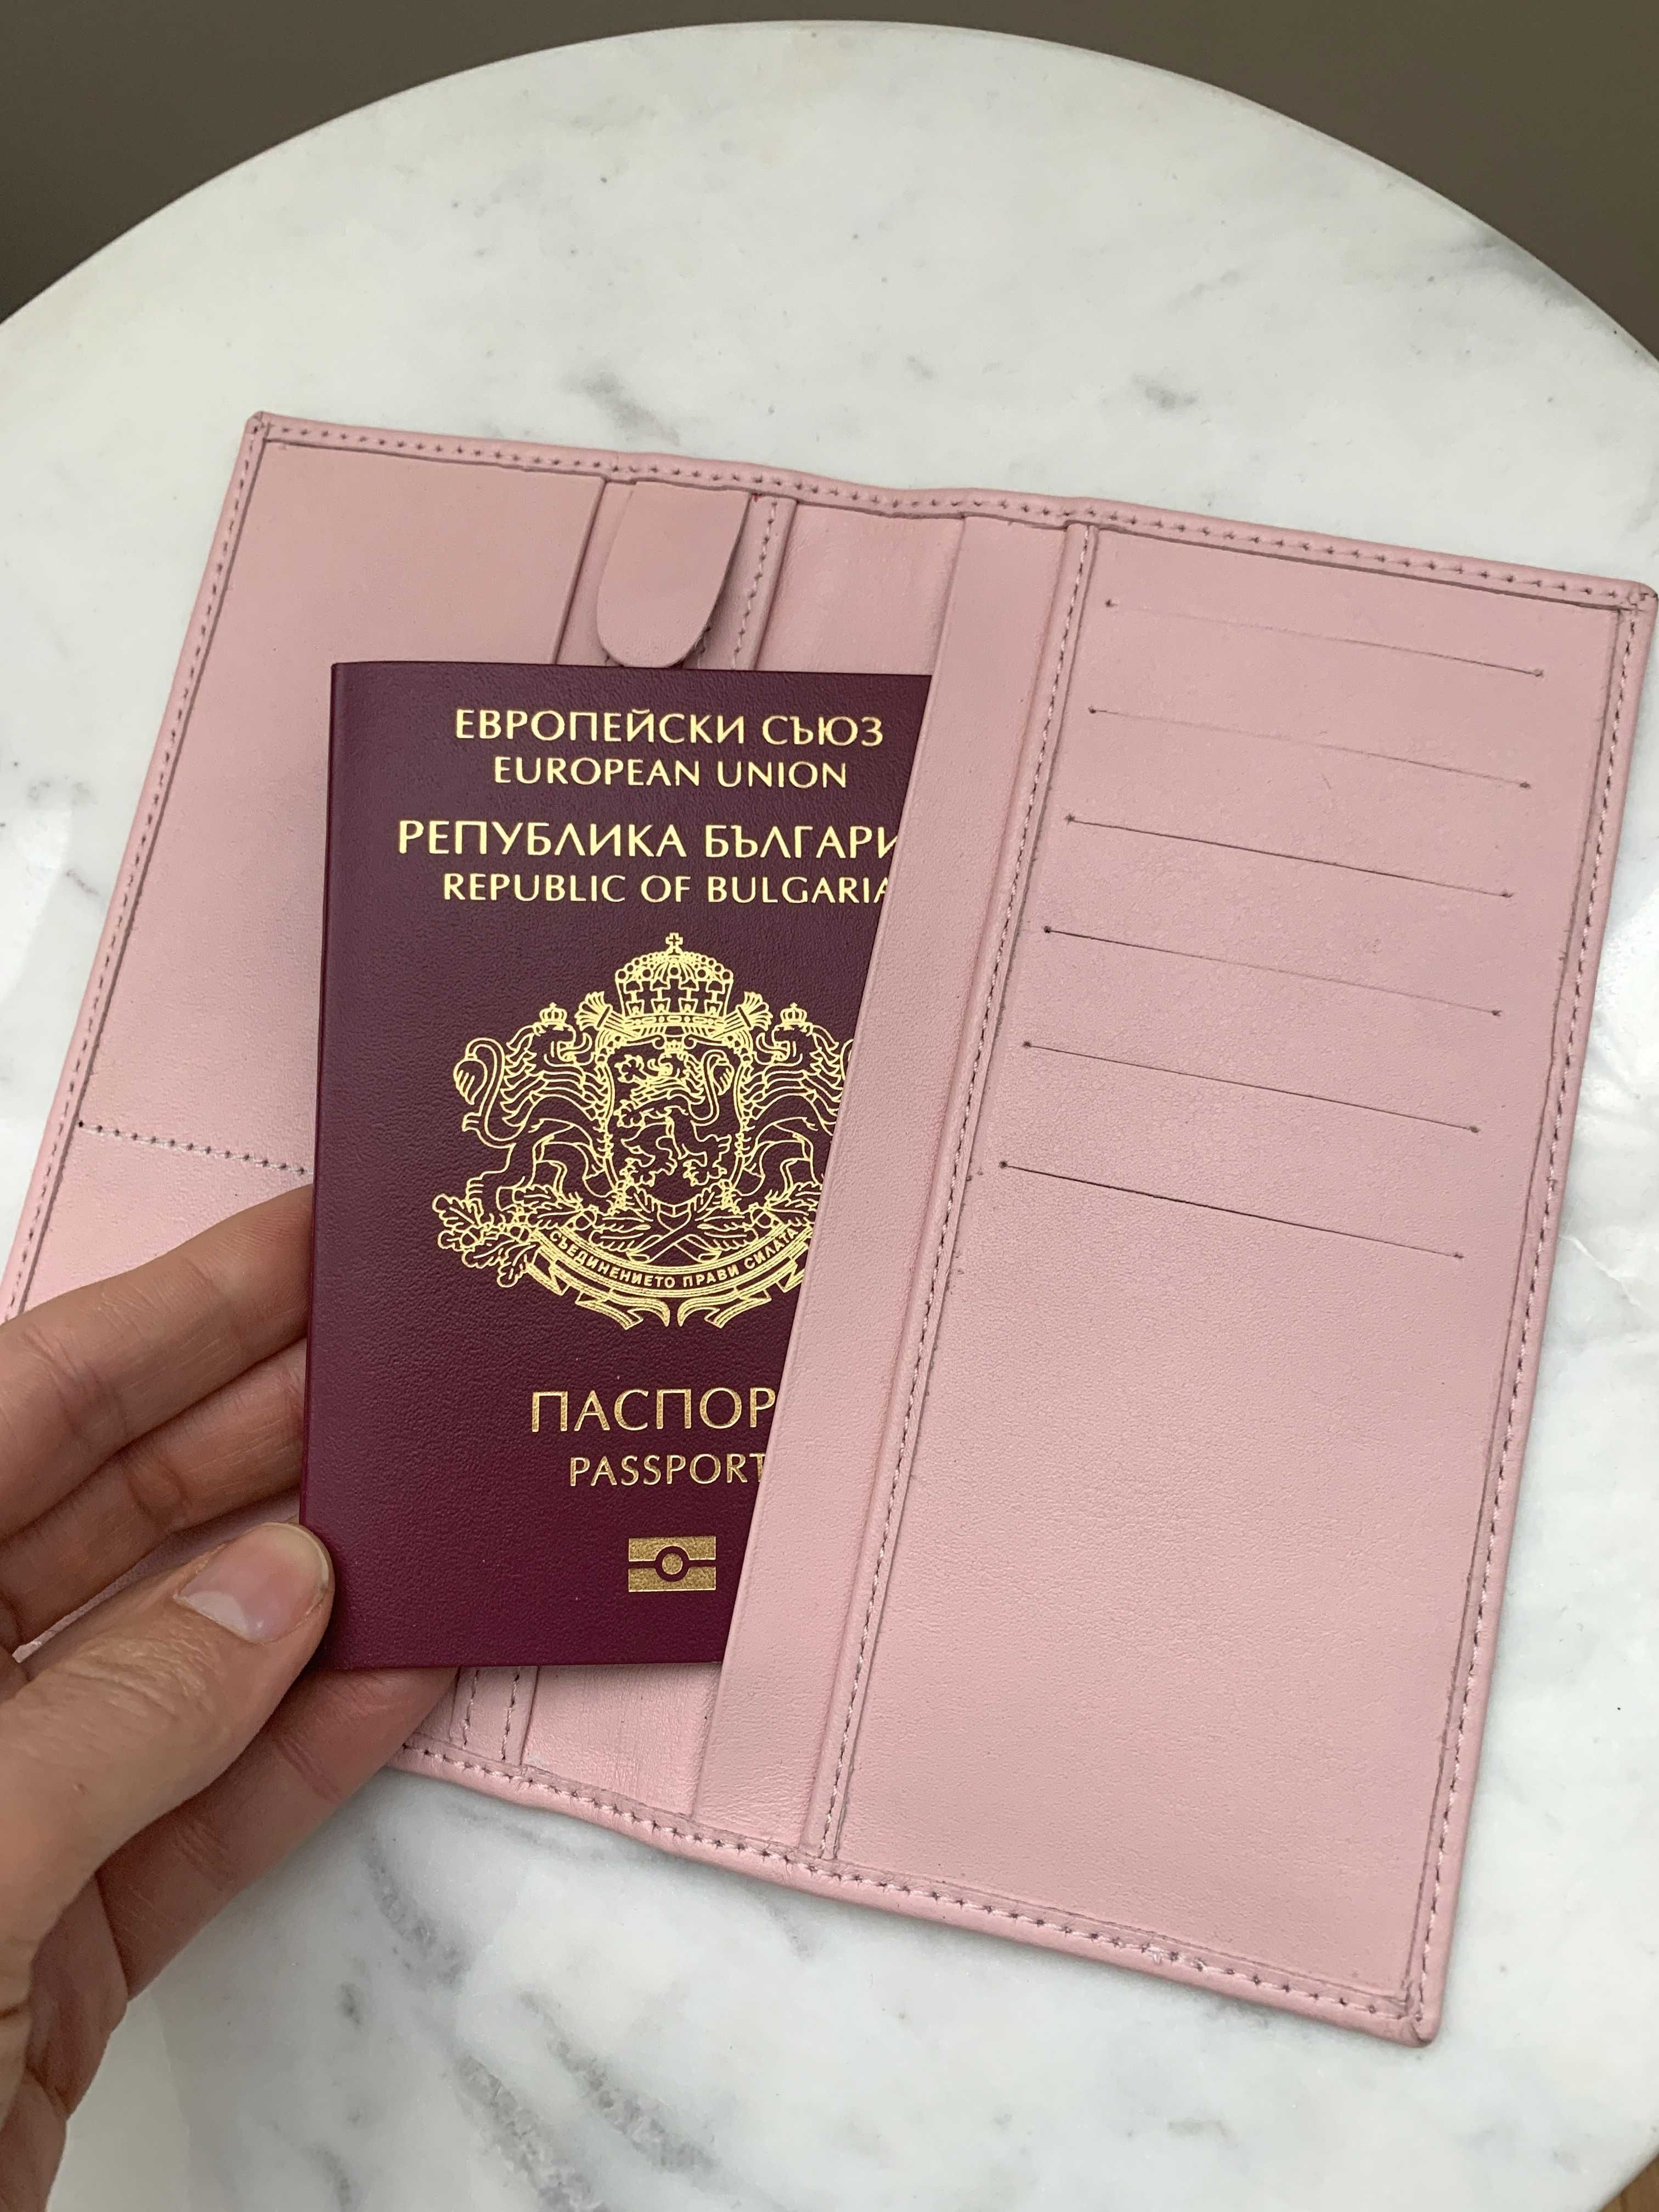 ЕВРОПЕЙСКИ СЪЮЗ
EUROPEAN UNION
РЕПУБЛИКА БЪЛГАРИ
REPUBLIC OF BULGARIA
СЪЕДИНЕНИЕТО ПРАВИ СИЛАТА
ПАСПОР
PASSPORT